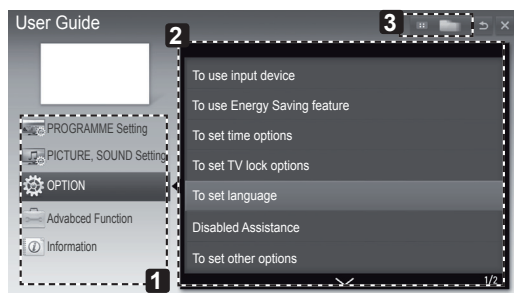 User Guide
3
2
To use input device
To use Energy Saving feature
To set time options
To set TV lock options
To set language
Disabled Assistance
To set other options
1/2
PROGRAMME Setting
PICTURE, SOUND Setting
OPTION
Advabced Function
Information
1